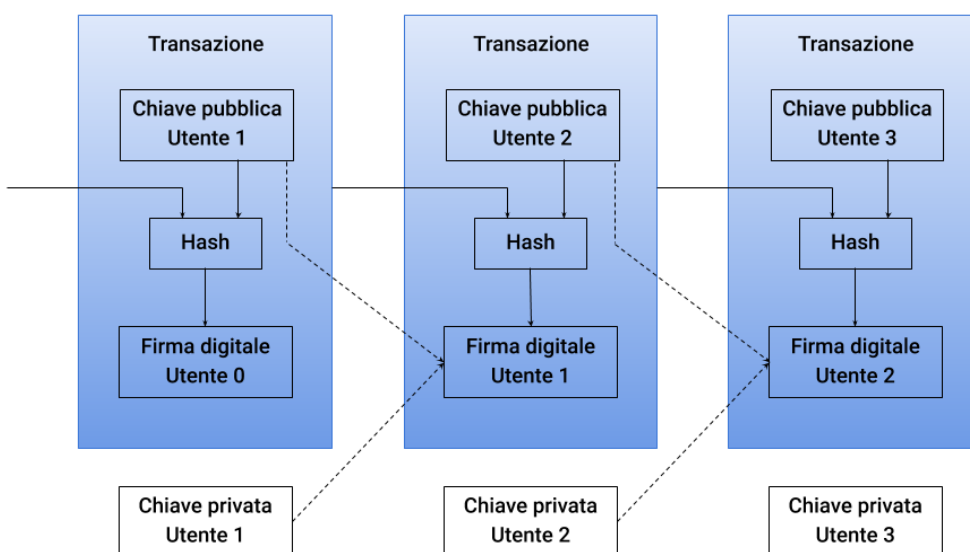 Transazione
Chiave pubblica
Utente 1
Hash
Firma digitale
Utente 0
Chiave privata
Utente 1
Transazione
Chiave pubblica
Utente 2
Hash
Firma digitale
Utente 1
Chiave privata
Utente 2
Transazione
Chiave pubblica
Utente 3
Hash
Firma digitale
Utente 2
Chiave privata
Utente 3